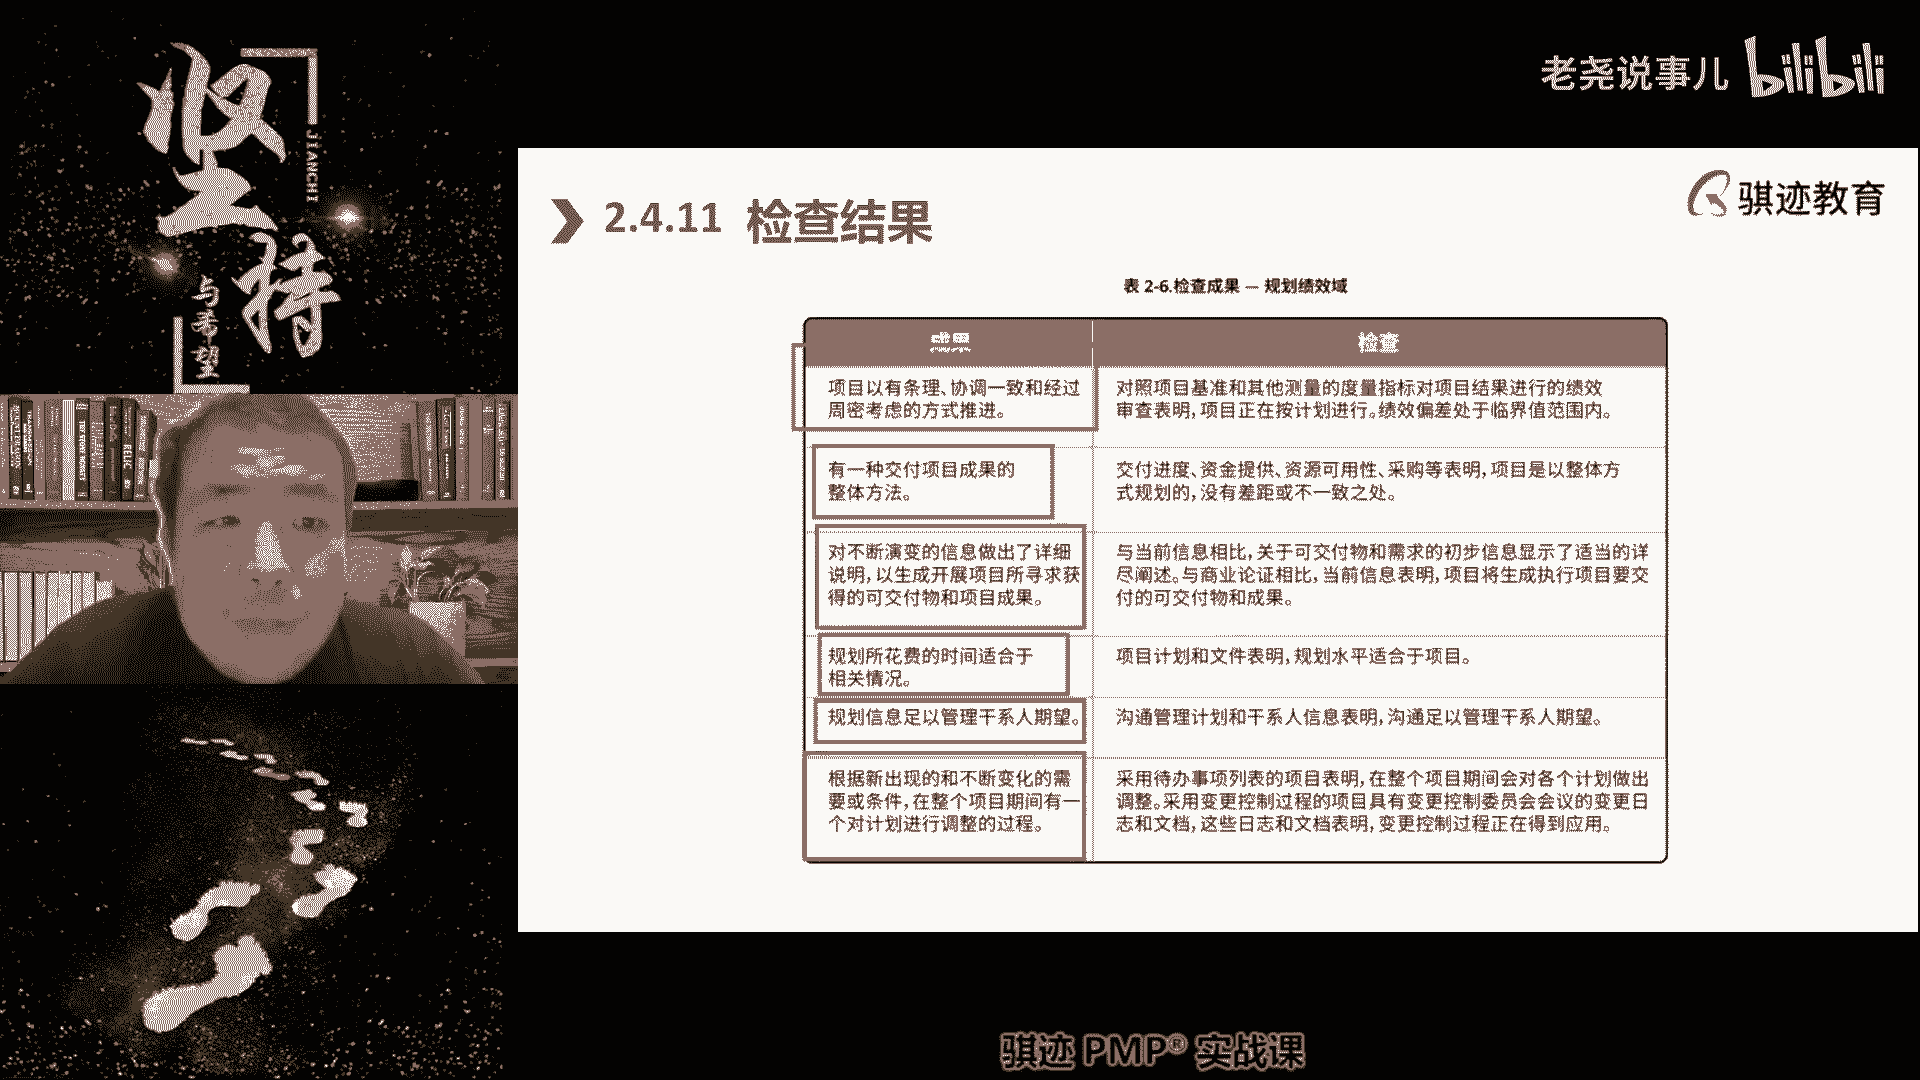 坚
持
JIANCHI
与希望
老尧说事儿 bilibili
骐迹教育
2.4.11 检查结果
表 2-6.检查成果 — 规划绩效域
成果
检查
项目以有条理、协调一致和经过
周密考虑的方式推进。
对照项目基准和其他测量的度量指标对项目结果进行的绩效
审查表明,项目正在按计划进行。绩效偏差处于临界值范围内。
有一种交付项目成果的
整体方法。
交付进度、资金提供、资源可用性、采购等表明,项目是以整体方
式规划的,没有差距或不一致之处。
对不断演变的信息做出了详细
说明,以生成开展项目所寻求获
得的可交付物和项目成果。
与当前信息相比,关于可交付物和需求的初步信息显示了适当的详
尽阐述。与商业论证相比,当前信息表明,项目将生成执行项目要交
付的可交付物和成果。
规划所花费的时间适合于
相关情况。
项目计划和文件表明,规划水平适合于项目。
规划信息足以管理干系人期望。
沟通管理计划和干系人信息表明,沟通足以管理干系人期望。
根据新出现的和不断变化的需
要或条件,在整个项目期间有一
个对计划进行调整的过程。
采用待办事项列表的项目表明,在整个项目期间会对各个计划做出
调整。采用变更控制过程的项目具有变更控制委员会会议的变更日
志和文档,这些日志和文档表明,变更控制过程正在得到应用。
骐迹 PMP® 实战课